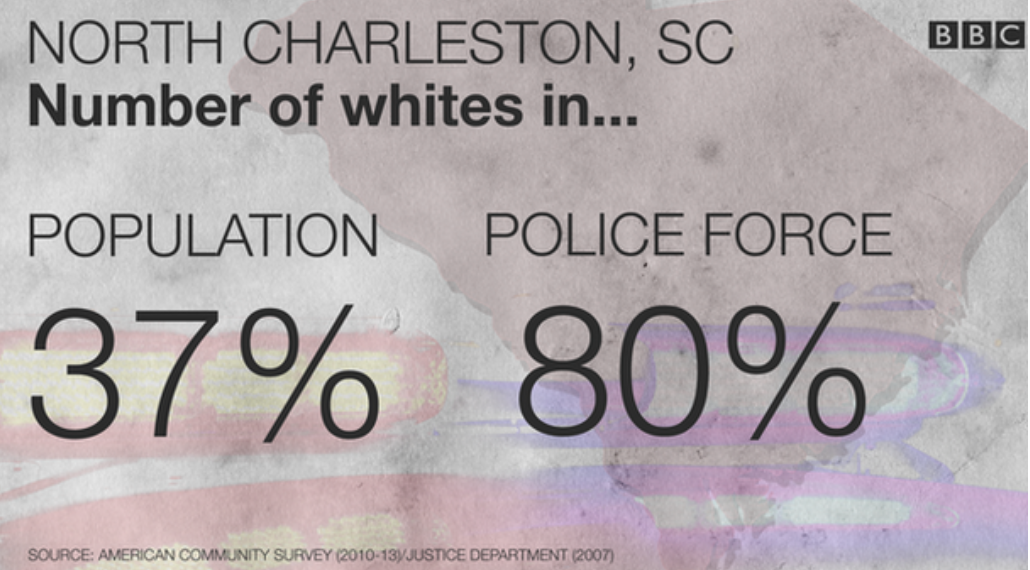 NORTH CHARLESTON, SC
BBC
Number of whites in...
POPULATION
POLICE FORCE
37%
80%
SOURCE: AMERICAN COMMUNITY SURVEY (2010-13)/JUSTICE DEPARTMENT (2007)